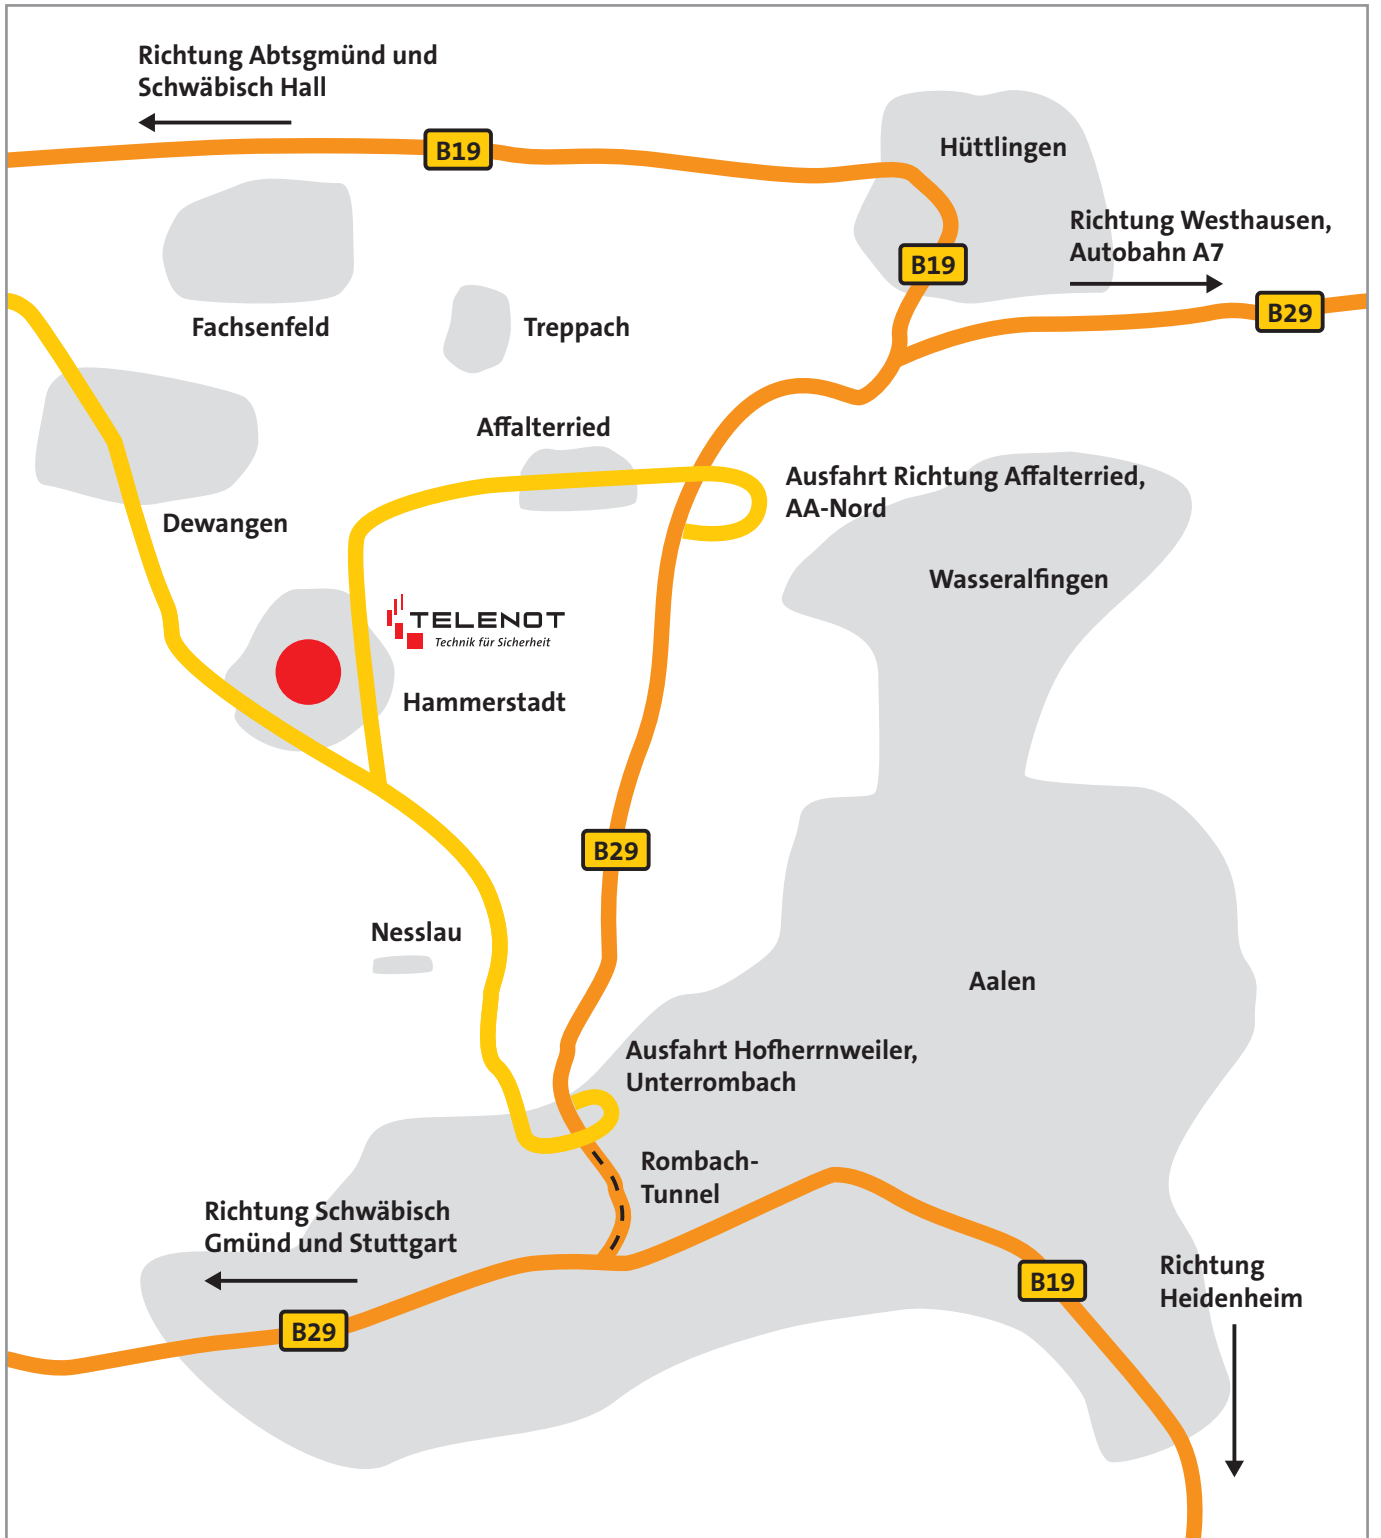 Richtung Abtsgmünd und
Schwäbisch Hall
B19
Hüttlingen
Richtung Westhausen,
Autobahn A7
B19
B29
Fachsenfeld
Treppach
Affalterried
Ausfahrt Richtung Affalterried,
AA-Nord
Dewangen
Wasseralfingen
TELENOT
Technik für Sicherheit
Hammerstadt
B29
Nesslau
Aalen
Ausfahrt Hofherrnweiler,
Unterrombach
Rombach-
Tunnel
Richtung Schwäbisch
Gmünd und Stuttgart
B29
B19
Richtung
Heidenheim